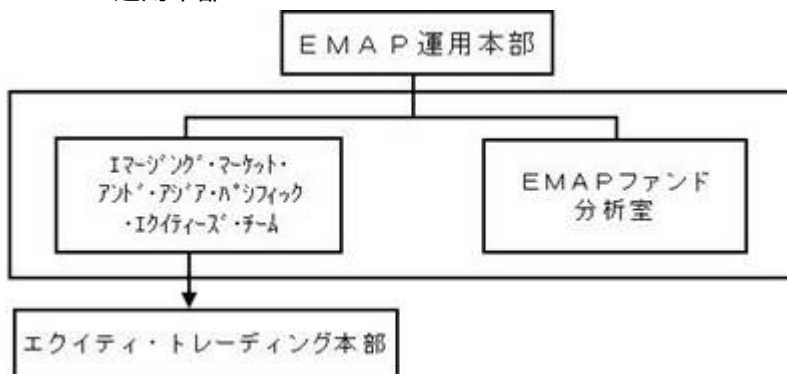 ＥＭＡＰ運用本部
ｴﾏｰｼﾞﾝｸﾞ･ﾏｰｹｯﾄ･
ｱﾝﾄﾞ･ｱｼﾞｱ･ﾊﾟｼﾌｨｯｸ
･ｴｸｲﾃｨｰｽﾞ･ﾁｰﾑ
ＥＭＡＰファンド
分析室
エクイティ・トレーディング本部